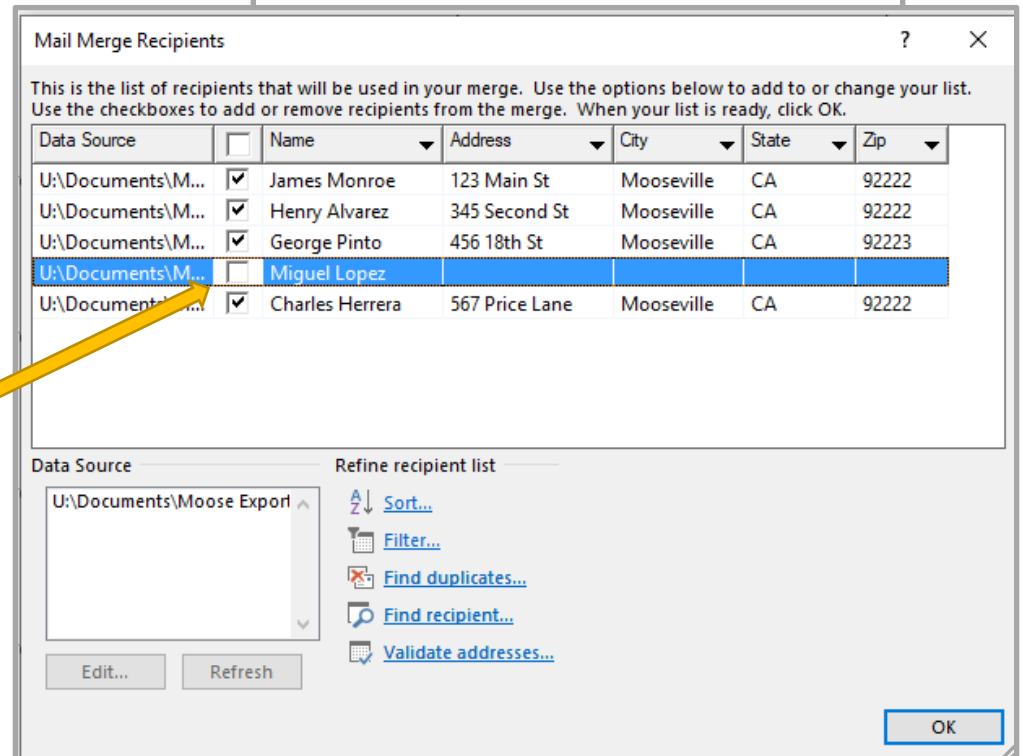 Mail Merge Recipients ?
This is the list of recipients that will be used in your merge. Use the options below to add to or change your list.
Use the checkboxes to add or remove recipients from the merge. When your list is ready, click OK.
Data Source Name Address City State Zip
U:\Documents\M... James Monroe 123 Main St Mooseville CA 92222
U:\Documents\M... Henry Alvarez 345 Second St Mooseville CA 92222
U:\Documents\M... George Pinto 456 18th St Mooseville CA 92223
U:\Documents\M... Miguel Lopez
Charles Herrera 567 Price Lane Mooseville CA 92222
Data Source Refine recipient list
U:\Documents\Moose Export
Sort...
Filter...
Find duplicates...
Find recipient...
Validate addresses...
Edit... Refresh
OK